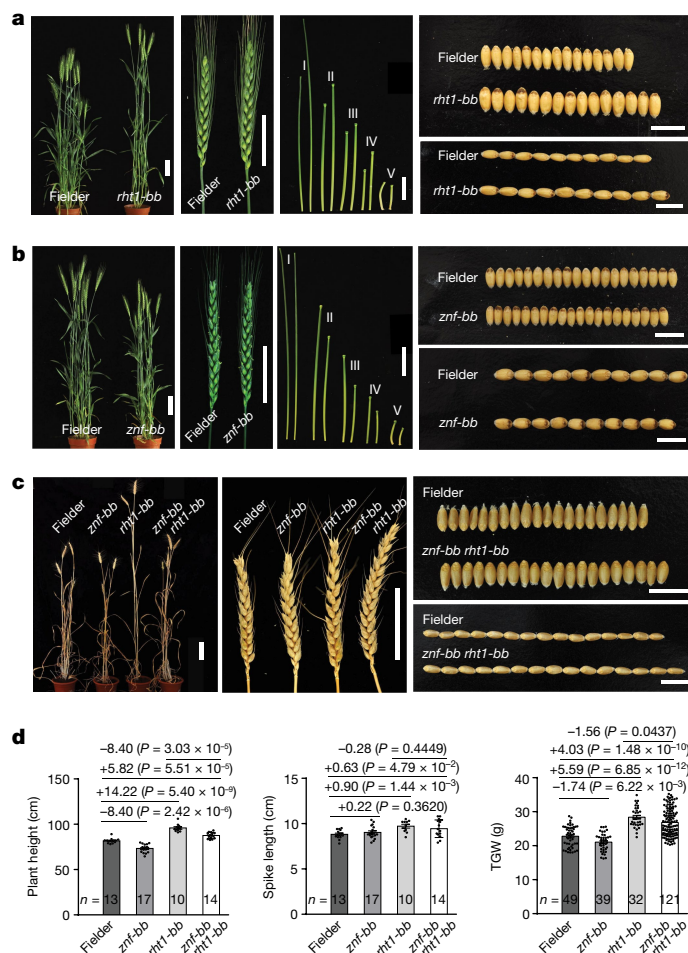 a
Fielder
rht1-bb
Fielder
rht1-bb
I
II
III
IV
V
Fielder
rht1-bb
Fielder
rht1-bb
b
Fielder
znf-bb
Fielder
znf-bb
I
II
III
IV
V
Fielder
znf-bb
Fielder
znf-bb
c
Fielder
znf-bb
rht1-bb
znf-bb
rht1-bb
Fielder
znf-bb
rht1-bb
znf-bb
rht1-bb
Fielder
znf-bb rht1-bb
Fielder
znf-bb rht1-bb
d
–8.40 (P = 3.03 × 10⁻⁵)
+5.82 (P = 5.51 × 10⁻⁵)
+14.22 (P = 5.40 × 10⁻⁹)
–8.40 (P = 2.42 × 10⁻⁶)
Plant height (cm)
150
100
50
0
n = 13 17 10 14
Fielder
znf-bb
rht1-bb
znf-bb
rht1-bb
–0.28 (P = 0.4449)
+0.63 (P = 4.79 × 10⁻²)
+0.90 (P = 1.44 × 10⁻³)
+0.22 (P = 0.3620)
Spike length (cm)
15
10
5
0
n = 13 17 10 14
Fielder
znf-bb
rht1-bb
znf-bb
rht1-bb
–1.56 (P = 0.0437)
+4.03 (P = 1.48 × 10⁻¹⁰)
+5.59 (P = 6.85 × 10⁻¹²)
–1.74 (P = 6.22 × 10⁻³)
TGW (g)
40
30
20
10
0
n = 49 39 32 121
Fielder
znf-bb
rht1-bb
znf-bb
rht1-bb